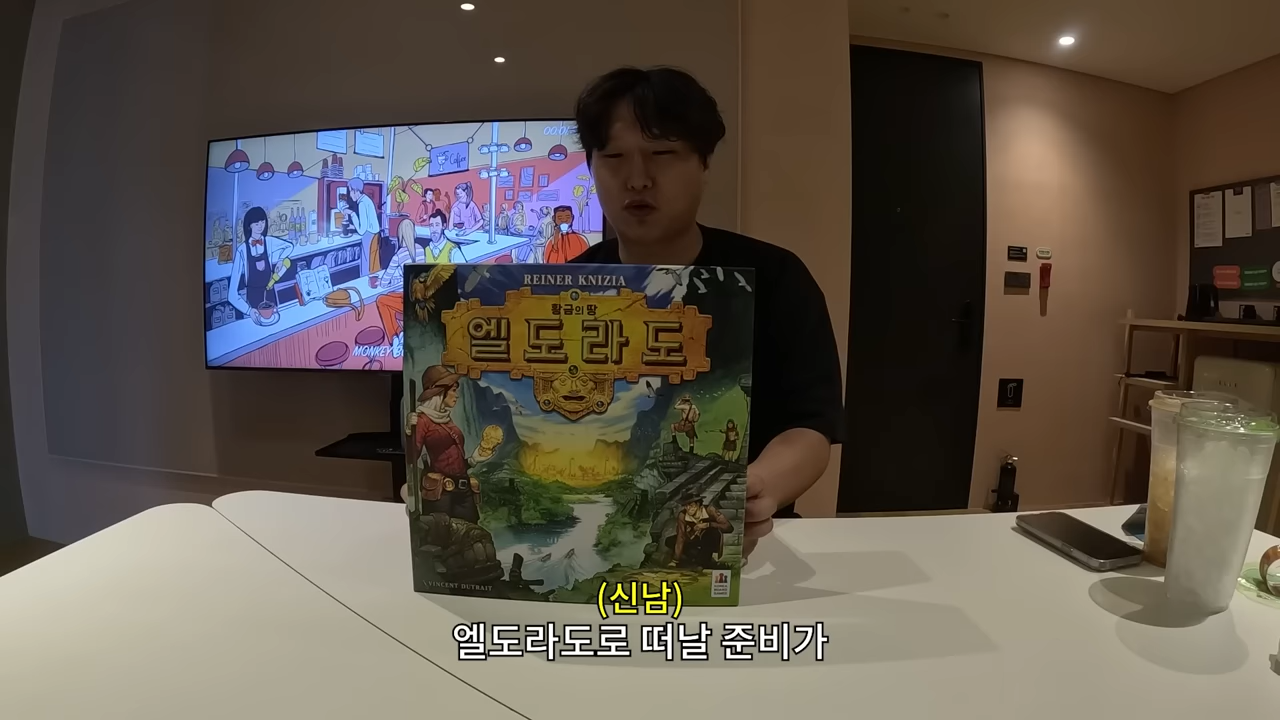 Coffee
REINER KNIZIA
황금의 땅
엘도라도
VINCENT DUTRAIT
(신남)
엘도라도로 떠날 준비가